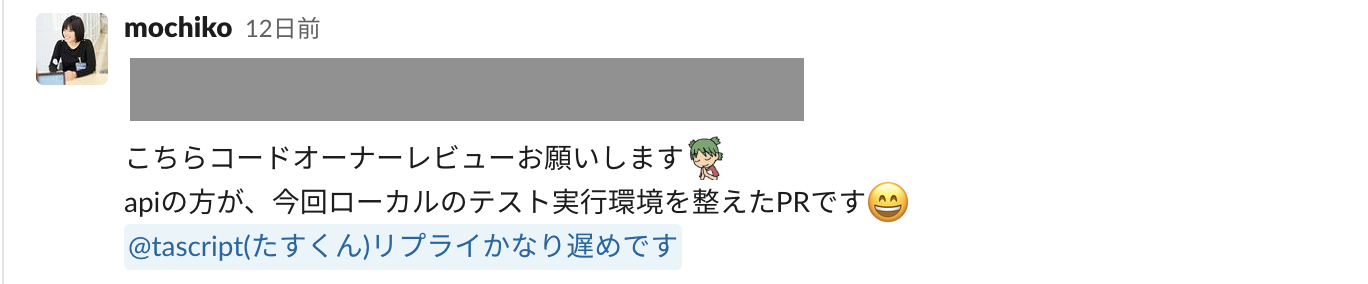 mochiko 12日前
こちらコードオーナーレビューお願いします
apiの方が、今回ローカルのテスト実行環境を整えたPRです😄
@tascript(たすくん)リプライかなり遅めです